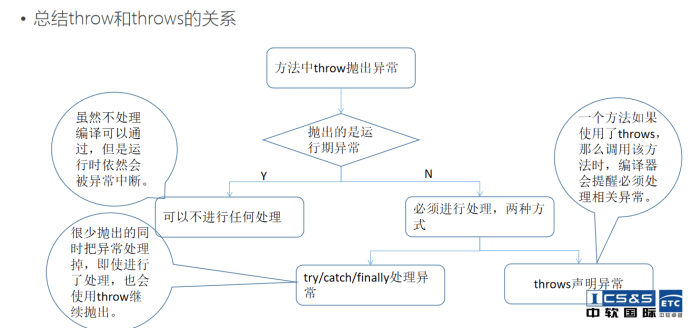 • 总结throw和throws的关系
方法中throw抛出异常
虽然不处理
编译可以通
过，但是运
行时依然会
被异常中断。
抛出的是运
行期异常
一个方法如果
使用了throws，
那么调用该方
法时，编译器
会提醒必须处
理相关异常。
Y
N
可以不进行任何处理
必须进行处理，两种方
式
很少抛出的同
时把异常处理
掉，即使进行
了处理，也会
使用throw继
续抛出。
try/catch/finally处理异
常
throws声明异常
CS&S
中软国际
ETC